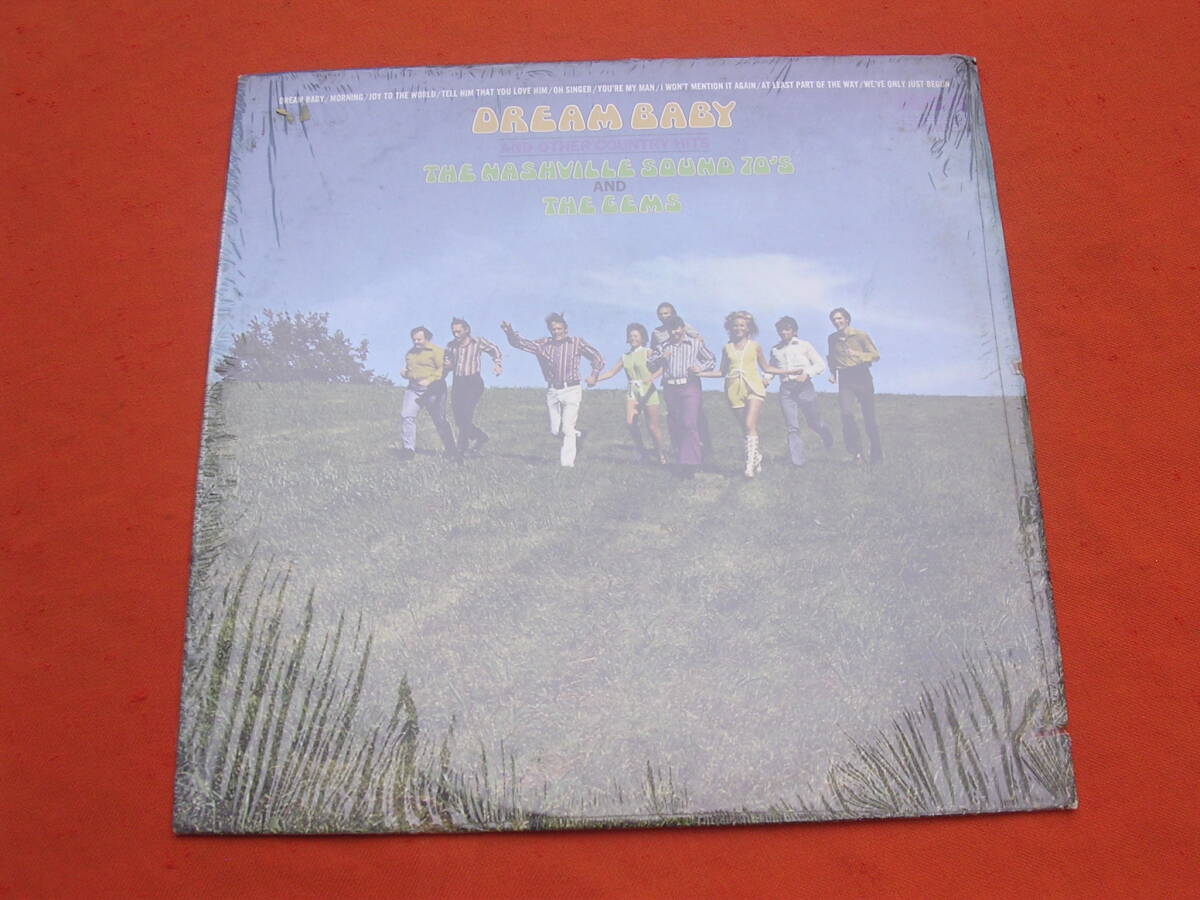 DREAM BABY/MORNING/JOY TO THE WORLD/TELL HIM THAT YOU LOVE HIM/OH SINGER/YOU'RE MY MAN/I WON'T MENTION IT AGAIN/AT LEAST PART OF THE WAY/WE'VE ONLY JUST BEGUN
DREAM BABY
AND OTHER COUNTRY HITS
THE NASHVILLE SOUND 70'S
AND
THE GEMS